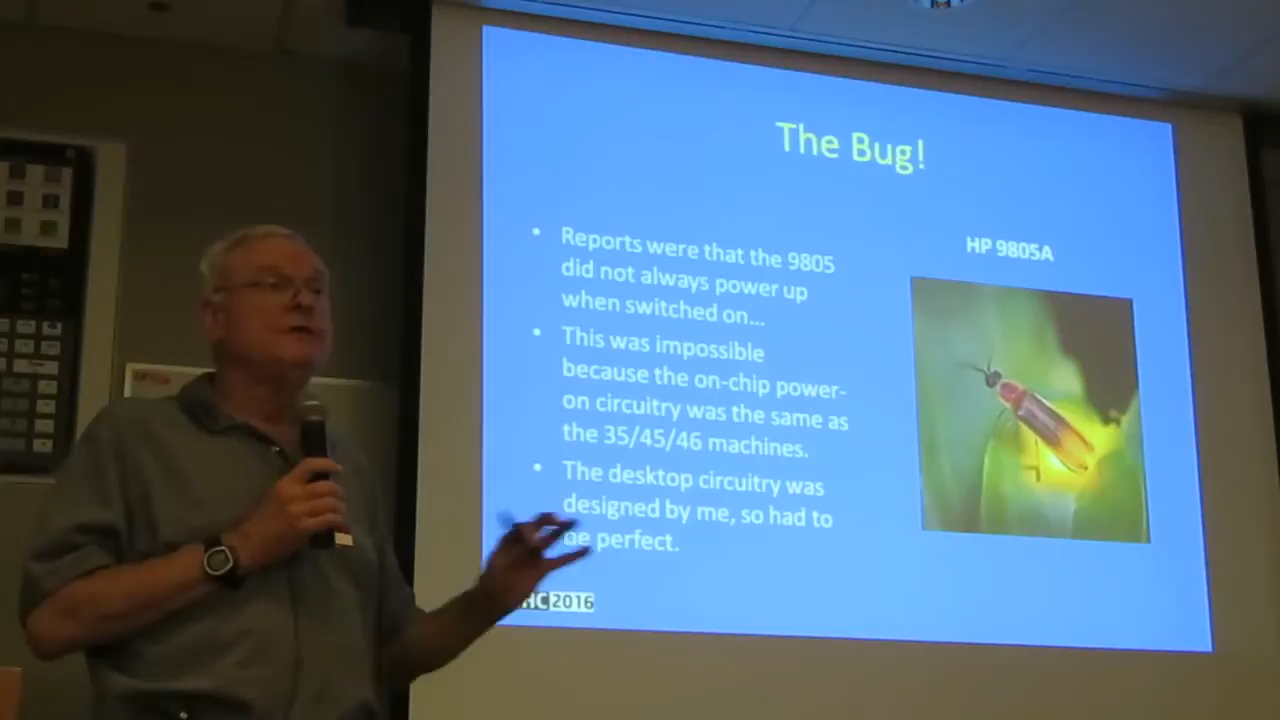 The Bug!
• Reports were that the 9805
did not always power up
when switched on...
• This was impossible
because the on-chip power-
on circuitry was the same as
the 35/45/46 machines.
• The desktop circuitry was
designed by me, so had to
be perfect.
HP 9805A
HC 2016